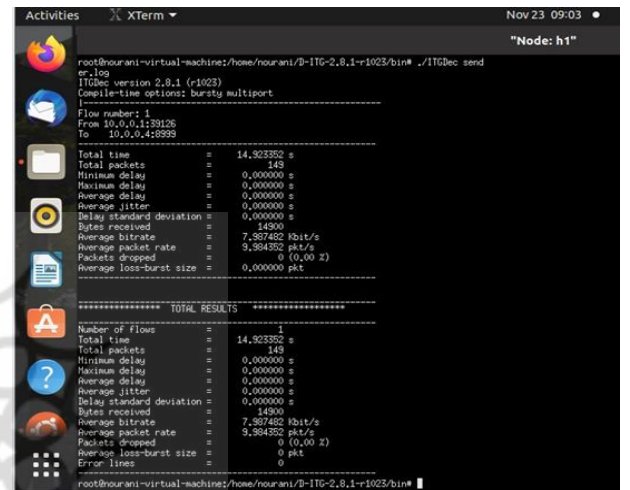 Activities XTerm Nov 23 09:03
"Node: h1"
root@nourani-virtual-machine:/home/nourani/D-ITG-2.8.1-r1023/bin# ./ITGDec send
er.log
ITGDec version 2.8.1 (r1023)
Compile-time options: bursty multiport
|----------------------------------------------------------
Flow number: 1
From 10.0.0.1:39126
To    10.0.0.4:8999
----------------------------------------------------------
Total time = 14.923352 s
Total packets = 149
Minimum delay = 0.000000 s
Maximum delay = 0.000000 s
Average delay = 0.000000 s
Average jitter = 0.000000 s
Delay standard deviation = 0.000000 s
Bytes received = 14900
Average bitrate = 7.987482 Kbit/s
Average packet rate = 9.984352 pkt/s
Packets dropped = 0 (0.00 %)
Average loss-burst size = 0.000000 pkt
----------------------------------------------------------
----------------------------------------------------------
**************** TOTAL RESULTS ******************
----------------------------------------------------------
Number of flows = 1
Total time = 14.923352 s
Total packets = 149
Minimum delay = 0.000000 s
Maximum delay = 0.000000 s
Average delay = 0.000000 s
Average jitter = 0.000000 s
Delay standard deviation = 0.000000 s
Bytes received = 14900
Average bitrate = 7.987482 Kbit/s
Average packet rate = 9.984352 pkt/s
Packets dropped = 0 (0.00 %)
Average loss-burst size = 0 pkt
Error lines = 0
----------------------------------------------------------
root@nourani-virtual-machine:/home/nourani/D-ITG-2.8.1-r1023/bin#